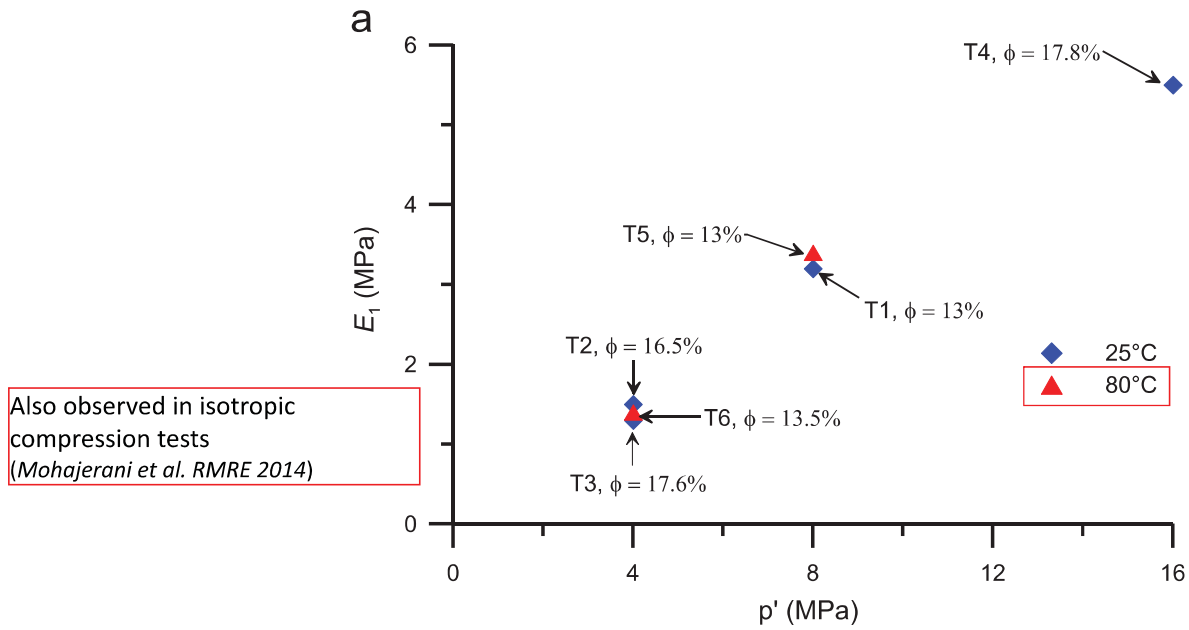 a
6
T4, ϕ = 17.8%
4
T5, ϕ = 13%
E₁ (MPa)
T1, ϕ = 13%
T2, ϕ = 16.5%
2
25°C
80°C
Also observed in isotropic
compression tests
(Mohajerani et al. RMRE 2014)
T6, ϕ = 13.5%
T3, ϕ = 17.6%
0
0 4 8 12 16
p' (MPa)